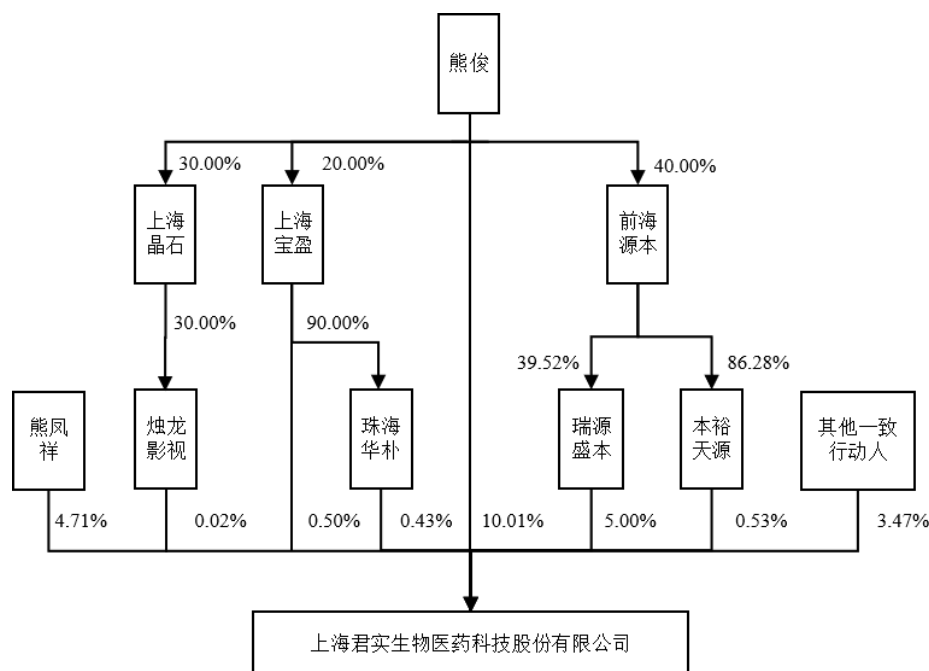 熊俊
30.00%
20.00%
40.00%
上海
晶石
上海
宝盈
前海
源本
30.00%
90.00%
39.52%
86.28%
熊凤
祥
烛龙
影视
珠海
华朴
瑞源
盛本
本裕
天源
其他一致
行动人
4.71%
0.02%
0.50%
0.43%
10.01%
5.00%
0.53%
3.47%
上海君实生物医药科技股份有限公司